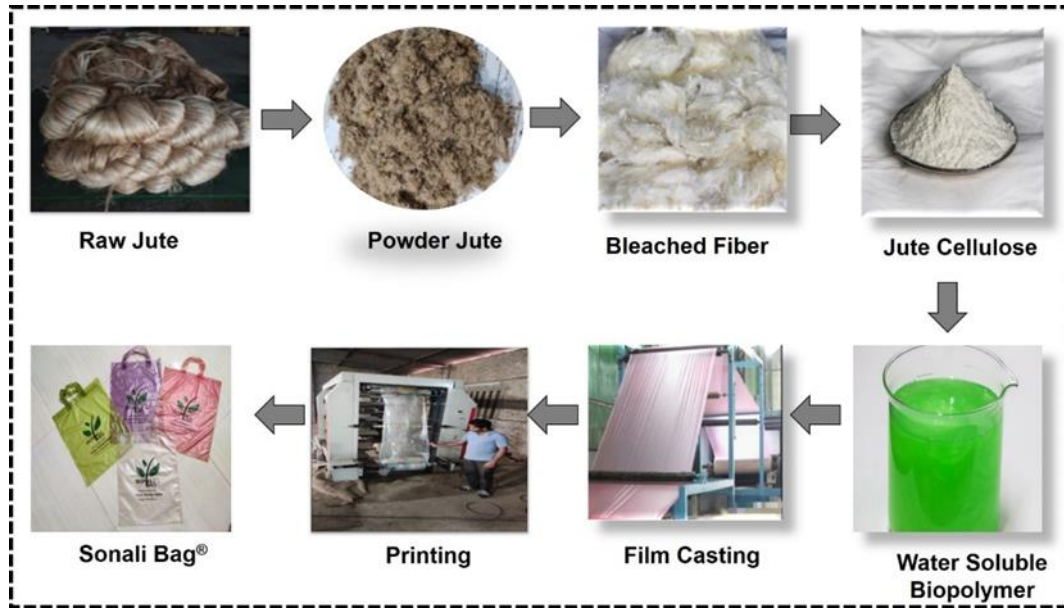 Raw Jute
Powder Jute
Bleached Fiber
Jute Cellulose
Sonali Bag®
Printing
Film Casting
Water Soluble
Biopolymer